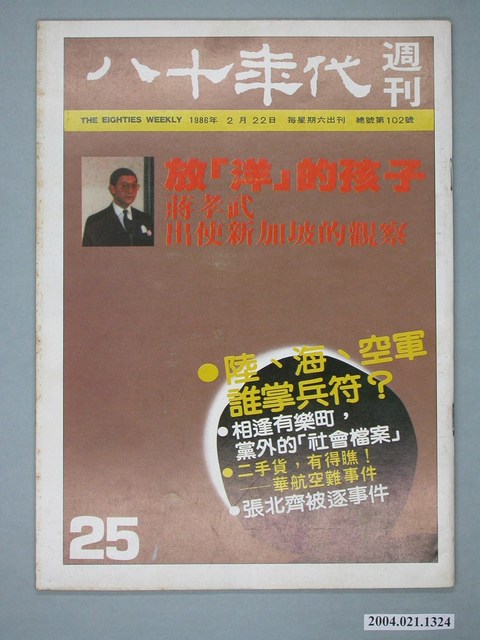 八十年代 週刊
THE EIGHTIES WEEKLY 1986年 2月22日 每星期六出刊 總號第102號
放「洋」的孩子
蔣孝武
出使新加坡的觀察
●陸、海、空軍
誰掌兵符？
●相逢有樂町，
黨外的「社會檔案」
●二手貨，有得瞧！
——華航空難事件
●張北齊被逐事件
25
2004.021.1324